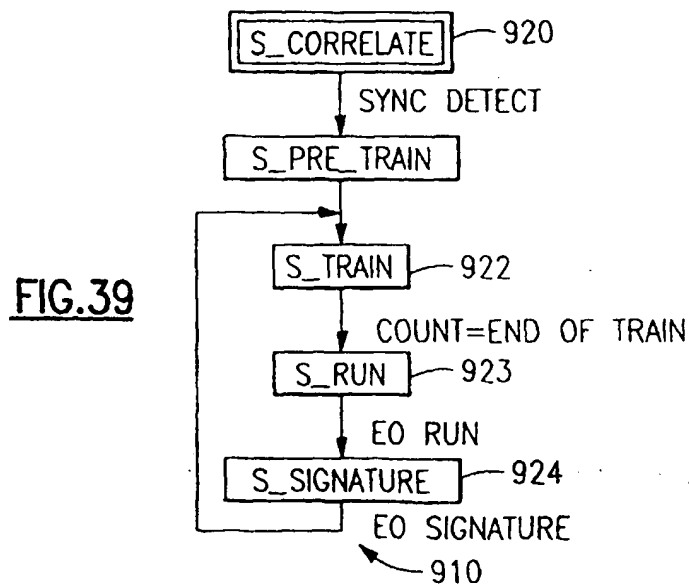 S_CORRELATE
920
SYNC DETECT
S_PRE_TRAIN
S_TRAIN
922
FIG.39
COUNT=END OF TRAIN
S_RUN
923
EO RUN
S_SIGNATURE
924
EO SIGNATURE
910